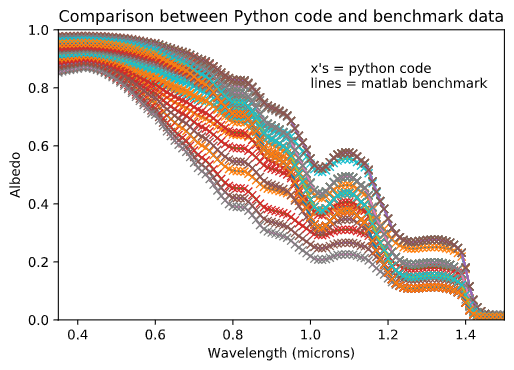 Comparison between Python code and benchmark data
x's = python code
lines = matlab benchmark
Albedo
1.0
0.8
0.6
0.4
0.2
0.0
0.4 0.6 0.8 1.0 1.2 1.4
Wavelength (microns)